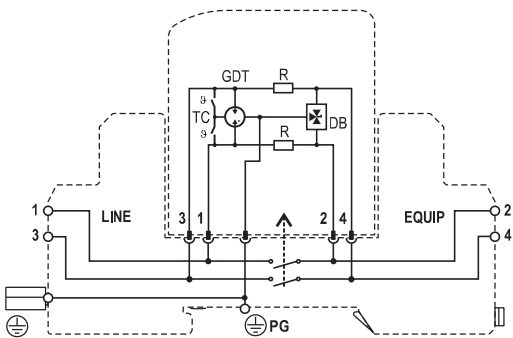 GDT R
ϑ
TC DB
ϑ R
1 LINE 3 1 2 4 EQUIP 2
3 4
PG